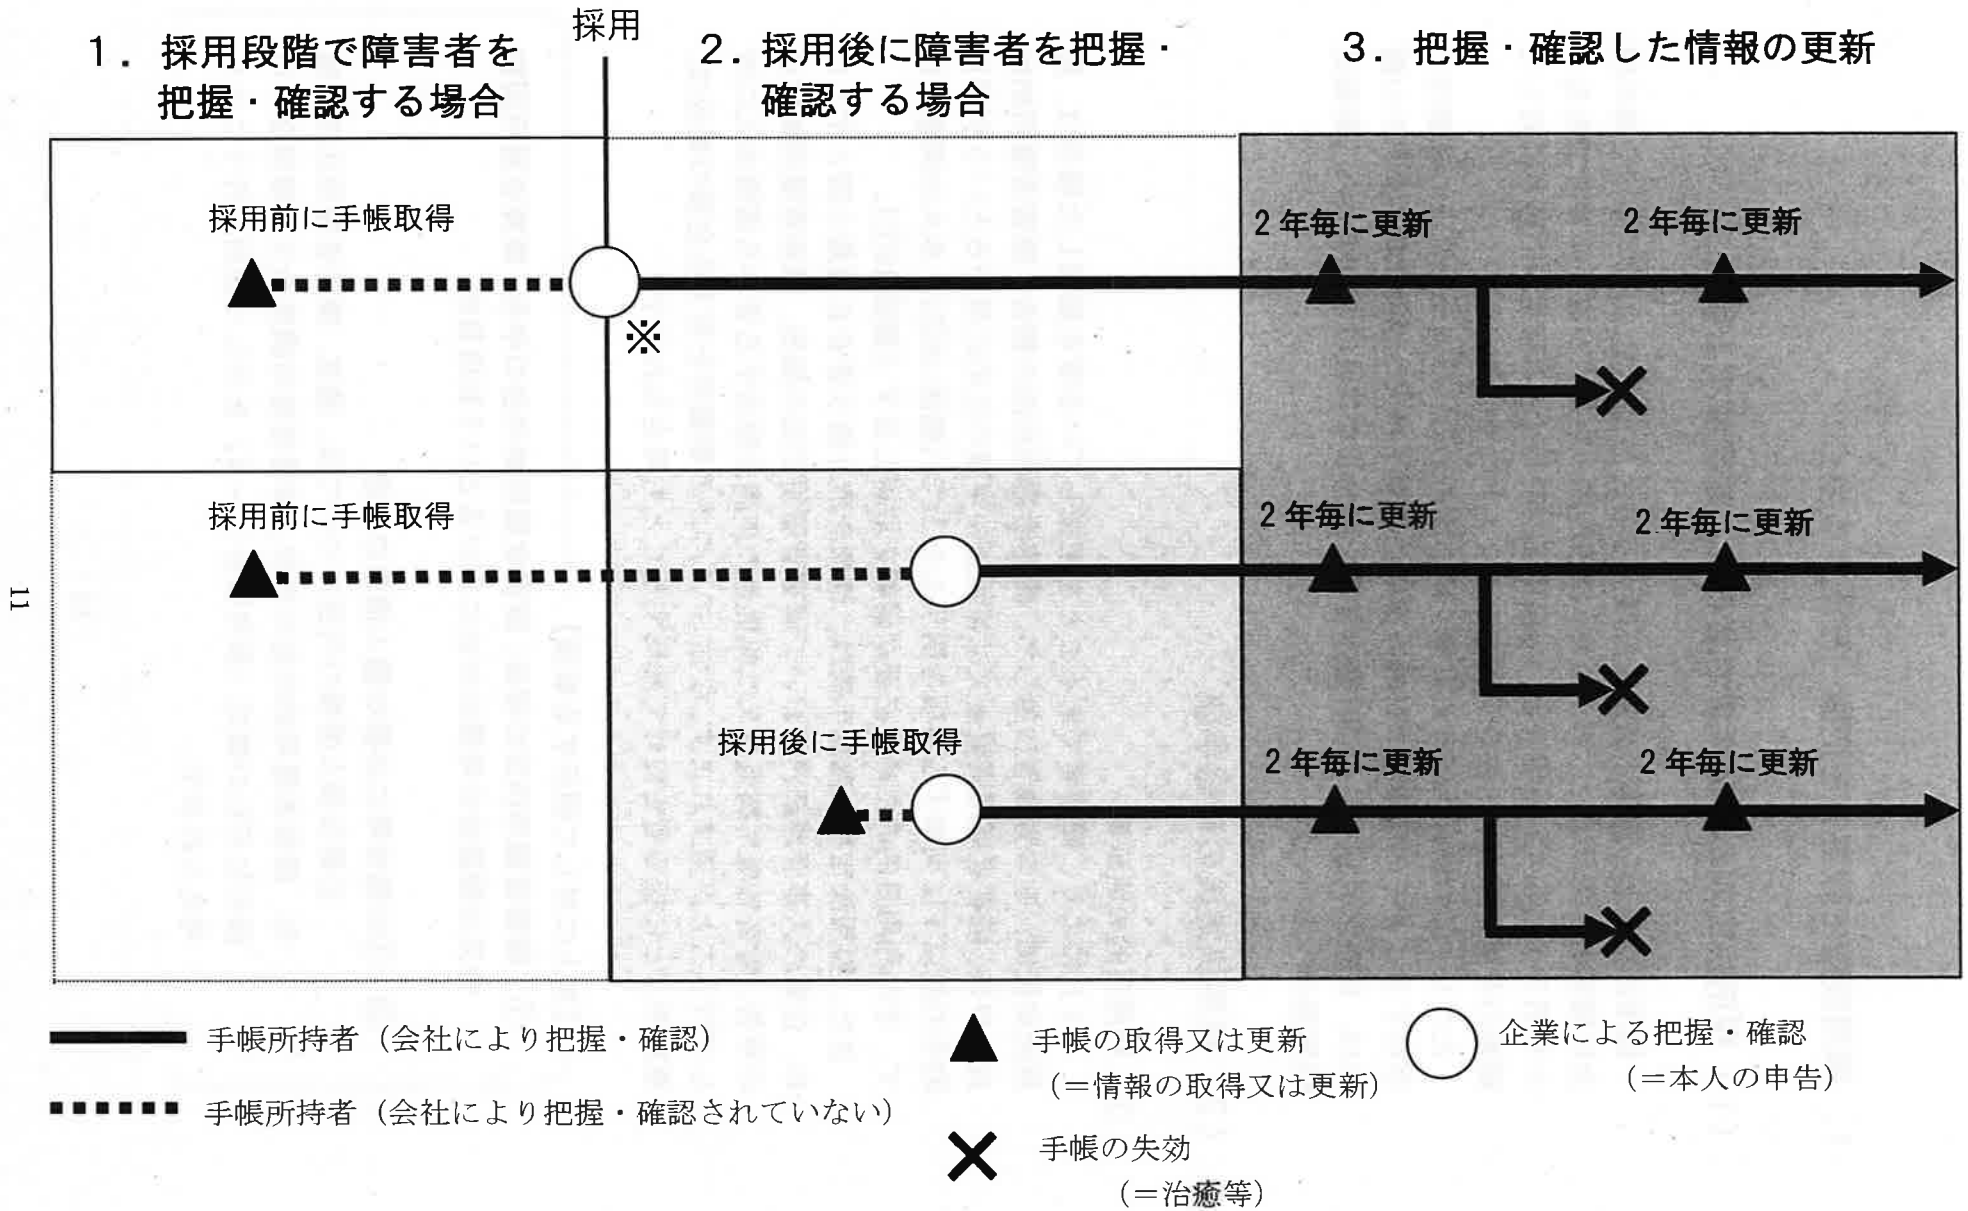 採用
１．採用段階で障害者を
把握・確認する場合
２．採用後に障害者を把握・
確認する場合
３．把握・確認した情報の更新
採用前に手帳取得
※
２年毎に更新
２年毎に更新
採用前に手帳取得
２年毎に更新
２年毎に更新
採用後に手帳取得
２年毎に更新
２年毎に更新
11
手帳所持者（会社により把握・確認）
手帳所持者（会社により把握・確認されていない）
手帳の取得又は更新
（＝情報の取得又は更新）
手帳の失効
（＝治癒等）
企業による把握・確認
（＝本人の申告）